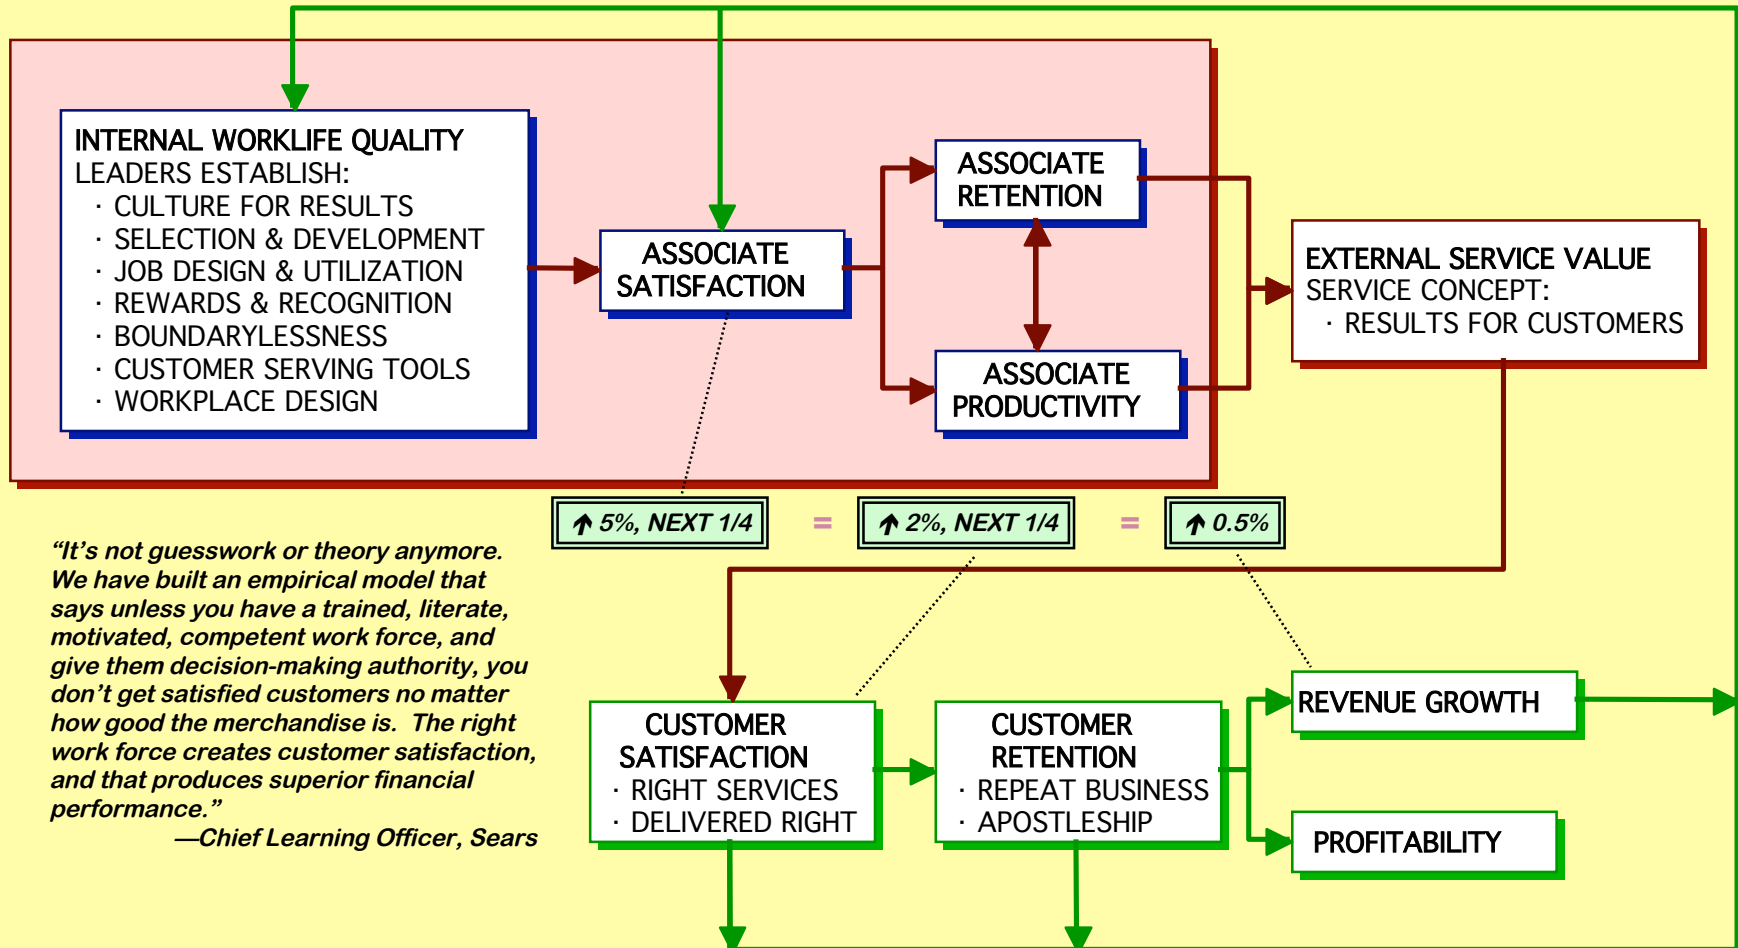 INTERNAL WORKLIFE QUALITY
LEADERS ESTABLISH:
· CULTURE FOR RESULTS
· SELECTION & DEVELOPMENT
· JOB DESIGN & UTILIZATION
· REWARDS & RECOGNITION
· BOUNDARYLESSNESS
· CUSTOMER SERVING TOOLS
· WORKPLACE DESIGN
ASSOCIATE
SATISFACTION
ASSOCIATE
RETENTION
ASSOCIATE
PRODUCTIVITY
EXTERNAL SERVICE VALUE
SERVICE CONCEPT:
· RESULTS FOR CUSTOMERS
↑ 5%, NEXT 1/4 = ↑ 2%, NEXT 1/4 = ↑ 0.5%
“It’s not guesswork or theory anymore.
We have built an empirical model that
says unless you have a trained, literate,
motivated, competent work force, and
give them decision-making authority, you
don’t get satisfied customers no matter
how good the merchandise is.  The right
work force creates customer satisfaction,
and that produces superior financial
performance.”
—Chief Learning Officer, Sears
CUSTOMER
SATISFACTION
· RIGHT SERVICES
· DELIVERED RIGHT
CUSTOMER
RETENTION
· REPEAT BUSINESS
· APOSTLESHIP
REVENUE GROWTH
PROFITABILITY